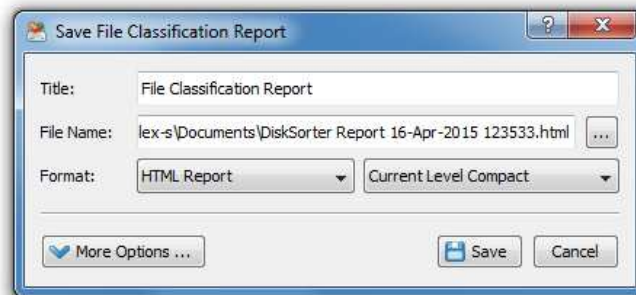 Save File Classification Report
Title: File Classification Report
File Name: lex-s\Documents\DiskSorter Report 16-Apr-2015 123533.html ...
Format: HTML Report Current Level Compact
More Options ... Save Cancel